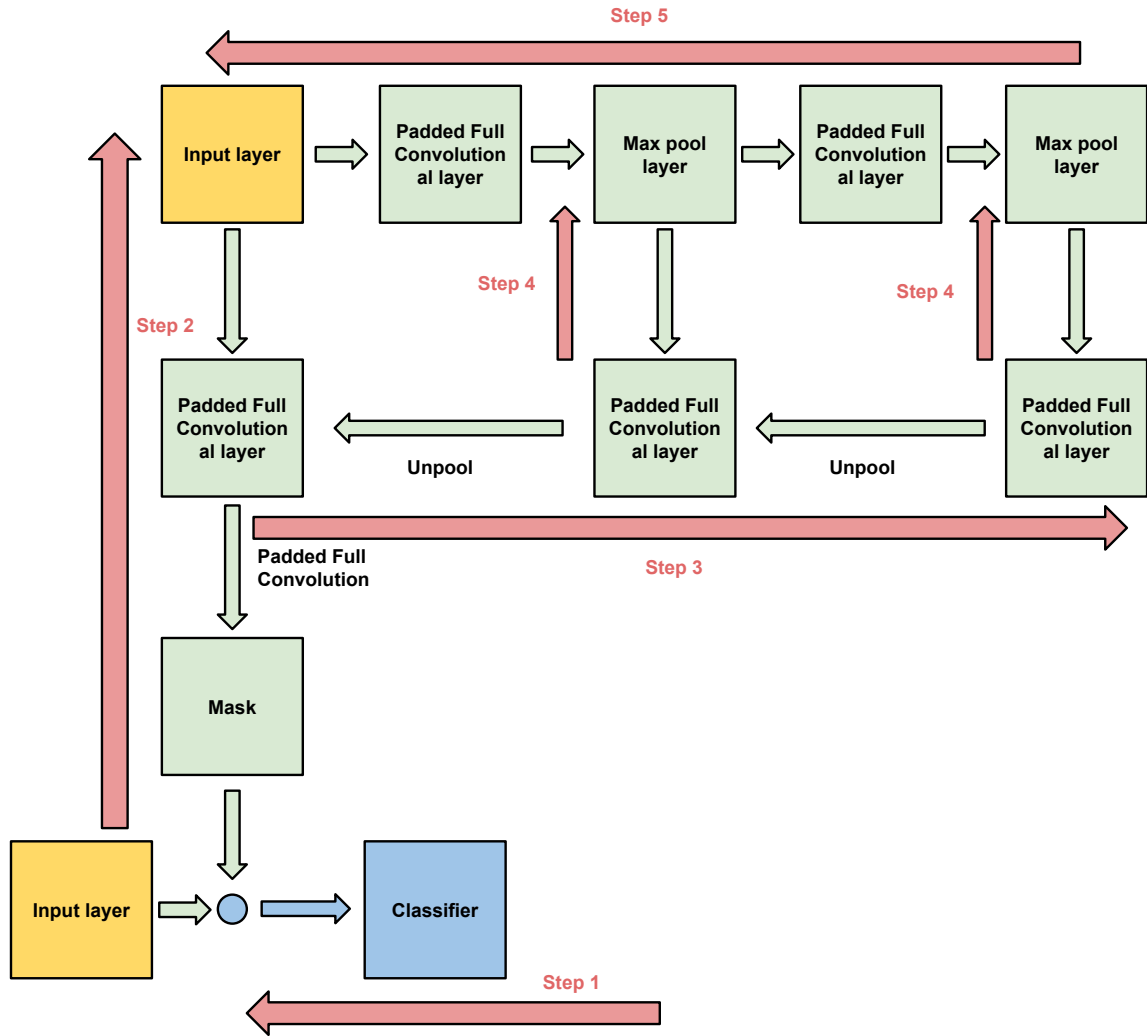 Step 5
Input layer
Padded Full
Convolution
al layer
Max pool
layer
Padded Full
Convolution
al layer
Max pool
layer
Step 2
Step 4
Step 4
Padded Full
Convolution
al layer
Unpool
Padded Full
Convolution
al layer
Unpool
Padded Full
Convolution
al layer
Padded Full
Convolution
Step 3
Mask
Input layer
Classifier
Step 1